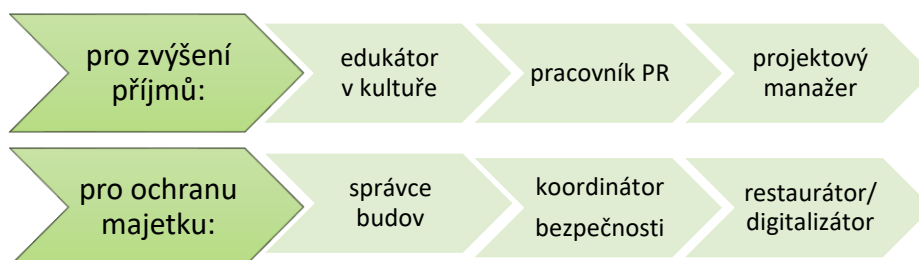 pro zvýšení
příjmů:
edukátor
v kultuře
pracovník PR
projektový
manažer
pro ochranu
majetku:
správce
budov
koordinátor
bezpečnosti
restaurátor/
digitalizátor